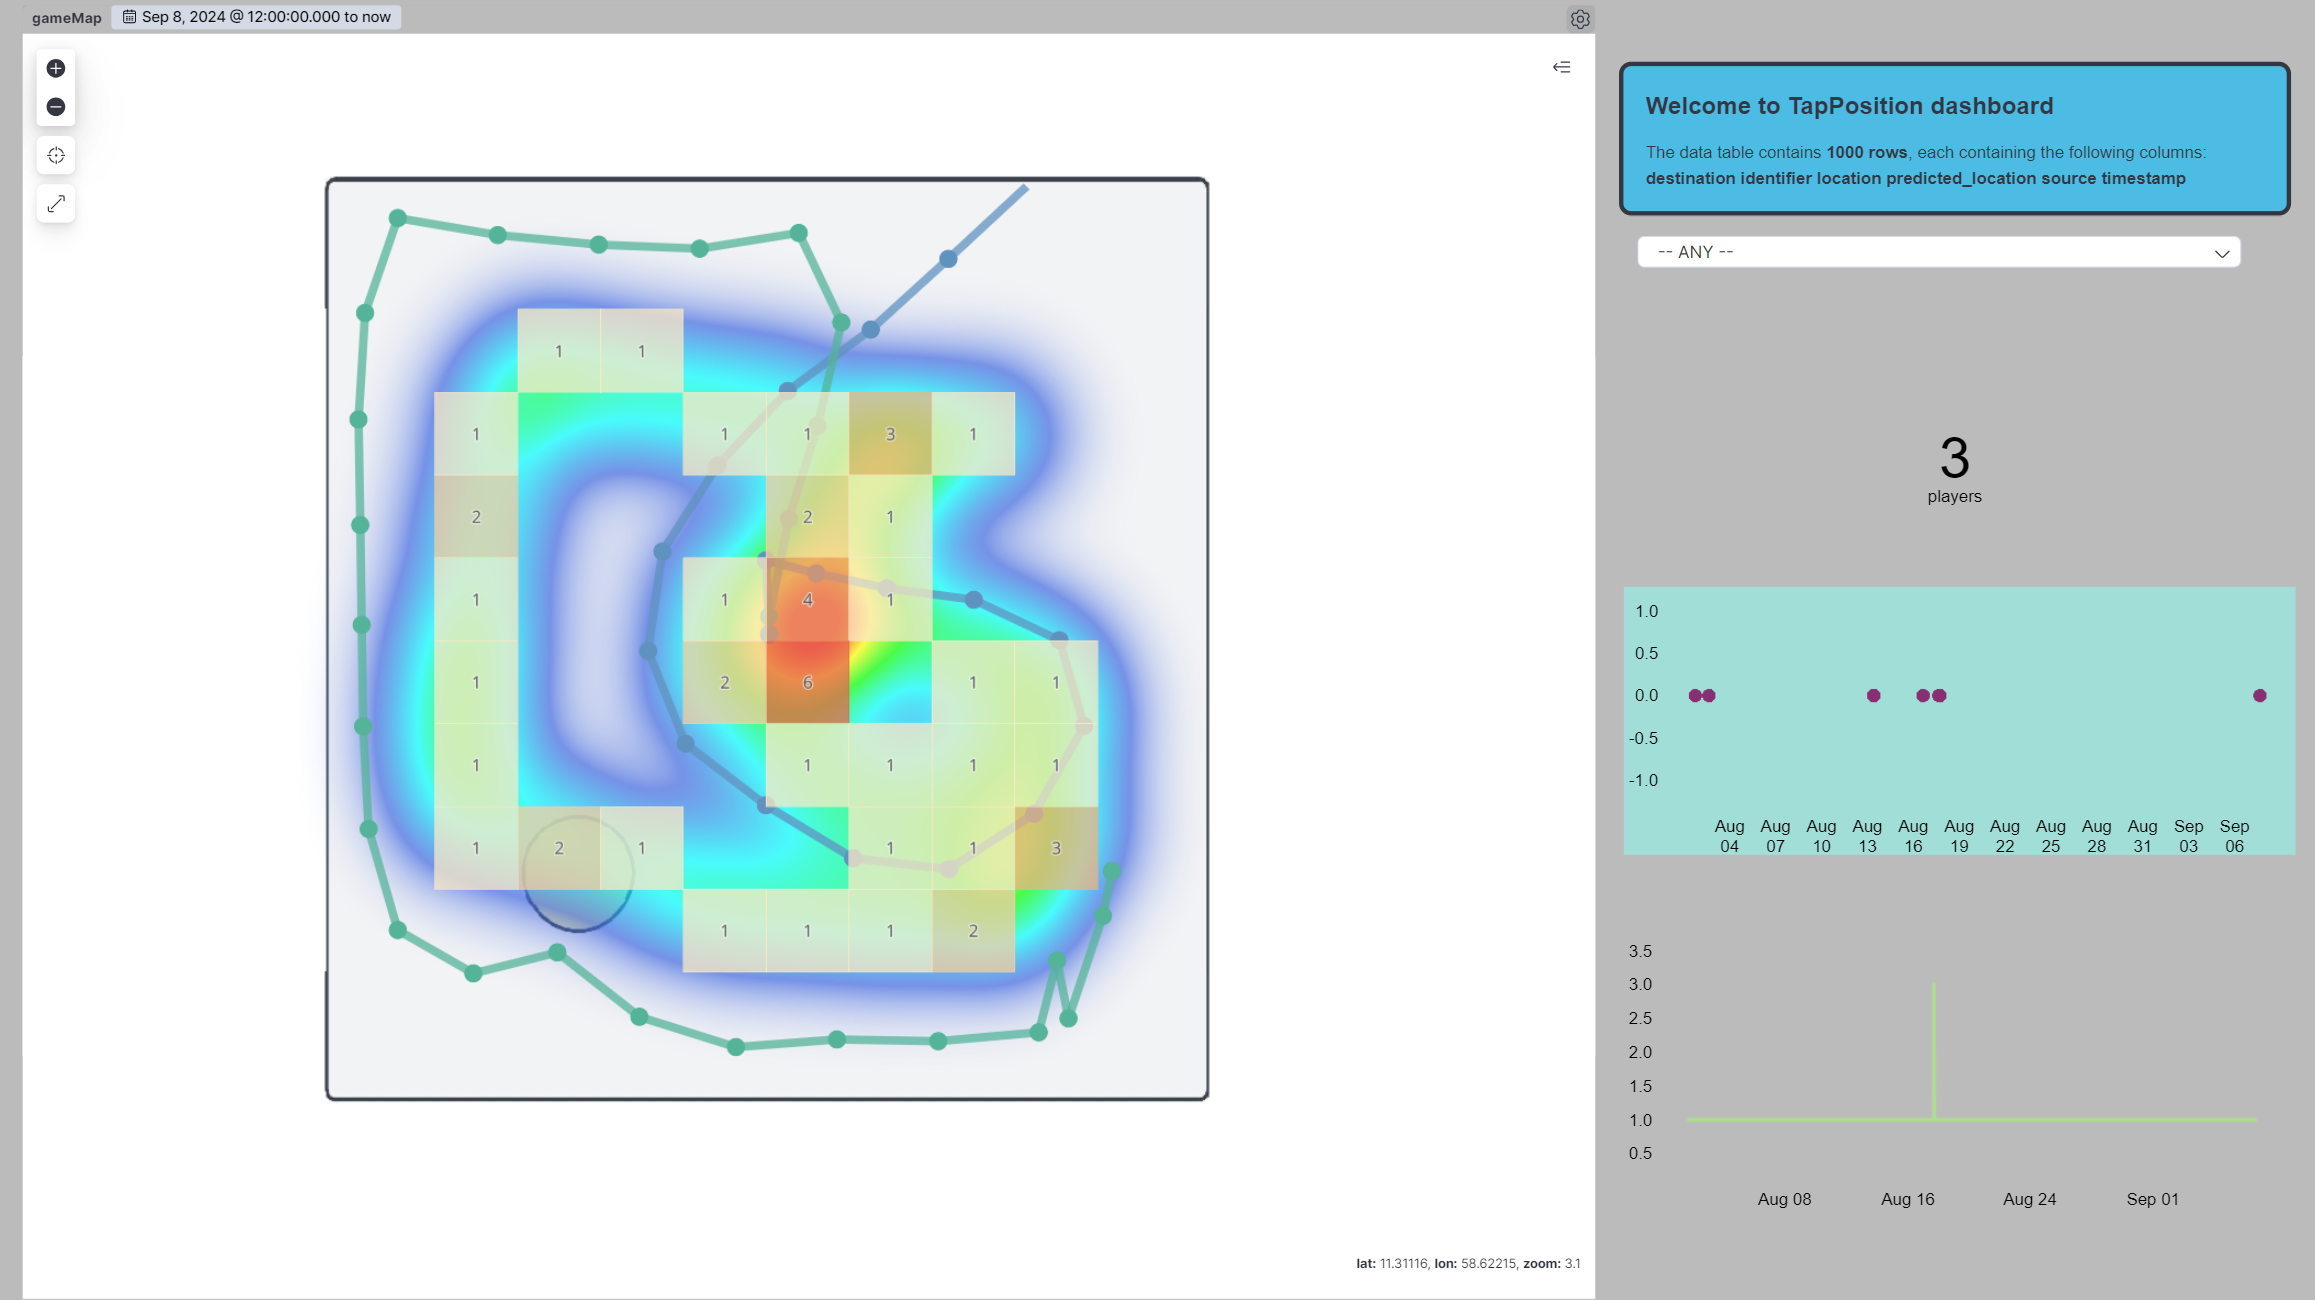 gameMap Sep 8, 2024 @ 12:00:00.000 to now
Welcome to TapPosition dashboard
The data table contains 1000 rows, each containing the following columns:
destination identifier location predicted_location source timestamp
-- ANY --
1 1
1 1 1 3 1
2 2 1
1 1 4 1
1 2 6 1 1
1 1 1 1 1
1 2 1 1 1 3
1 1 1 2
lat: 11.31116, lon: 58.62215, zoom: 3.1
3
players
1.0
0.5
0.0
-0.5
-1.0
Aug Aug Aug Aug Aug Aug Aug Aug Aug Aug Sep Sep
04 07 10 13 16 19 22 25 28 31 03 06
3.5
3.0
2.5
2.0
1.5
1.0
0.5
Aug 08 Aug 16 Aug 24 Sep 01